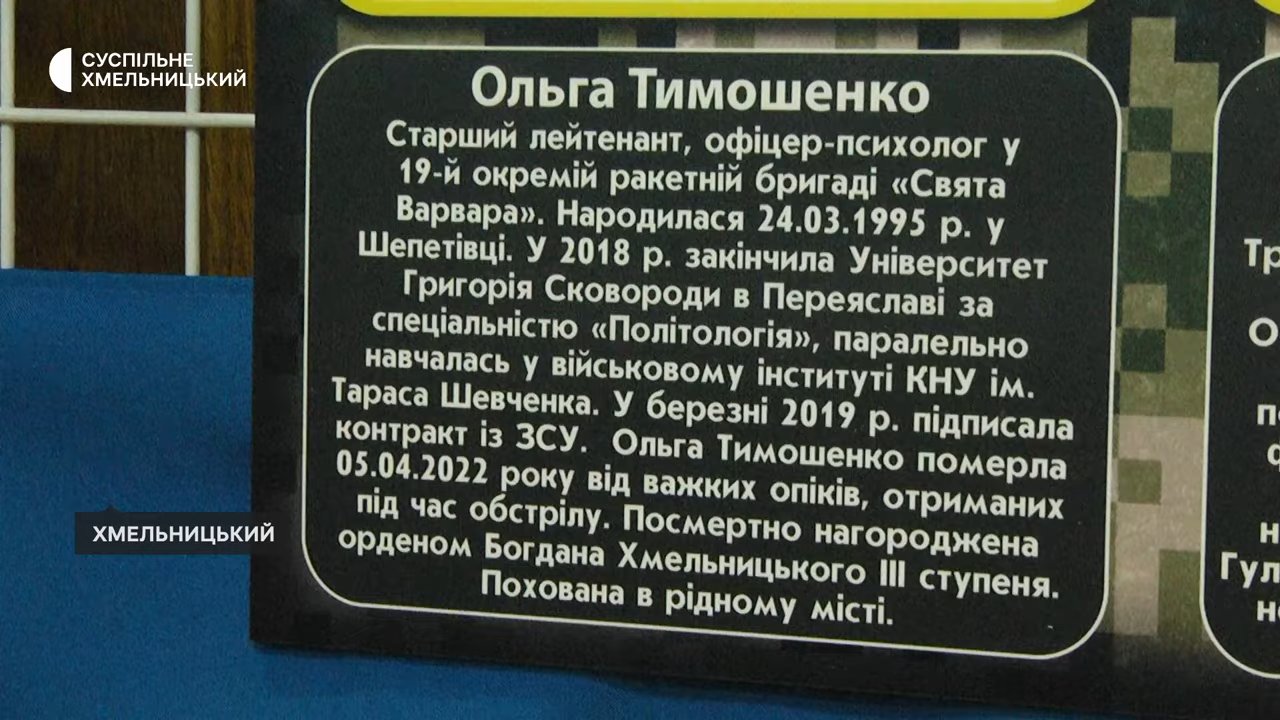 СУСПІЛЬНЕ
ХМЕЛЬНИЦЬКИЙ
Ольга Тимошенко
Старший лейтенант, офіцер-психолог у
19-й окремій ракетній бригаді «Свята
Варвара». Народилася 24.03.1995 р. у
Шепетівці. У 2018 р. закінчила Університет
Григорія Сковороди в Переяславі за
спеціальністю «Політологія», паралельно
навчалась у військовому інституті КНУ ім.
Тараса Шевченка. У березні 2019 р. підписала
контракт із ЗСУ. Ольга Тимошенко померла
05.04.2022 року від важких опіків, отриманих
під час обстрілу. Посмертно нагороджена
орденом Богдана Хмельницького ІІІ ступеня.
Похована в рідному місті.
ХМЕЛЬНИЦЬКИЙ